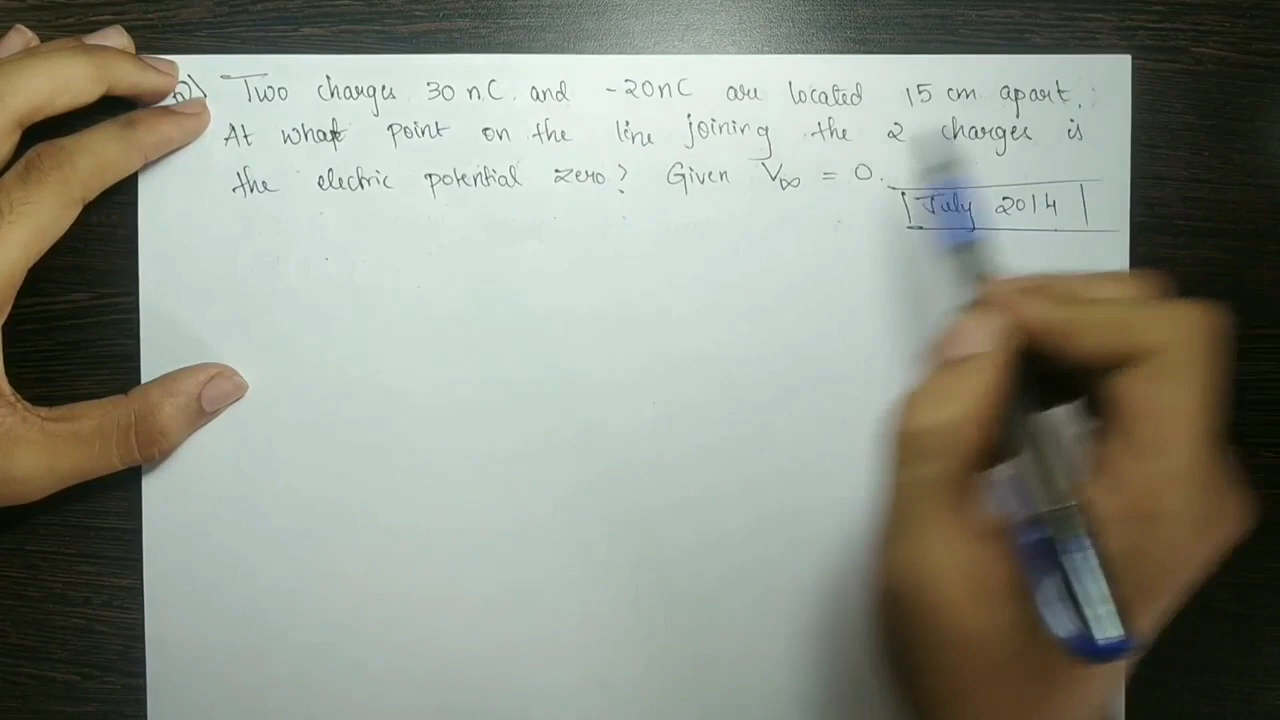 Two charges 30 nC and -20nC are located 15 cm apart.
At what point on the line joining the 2 charges is
the electric potential zero? Given V∞ = 0.
July 2014